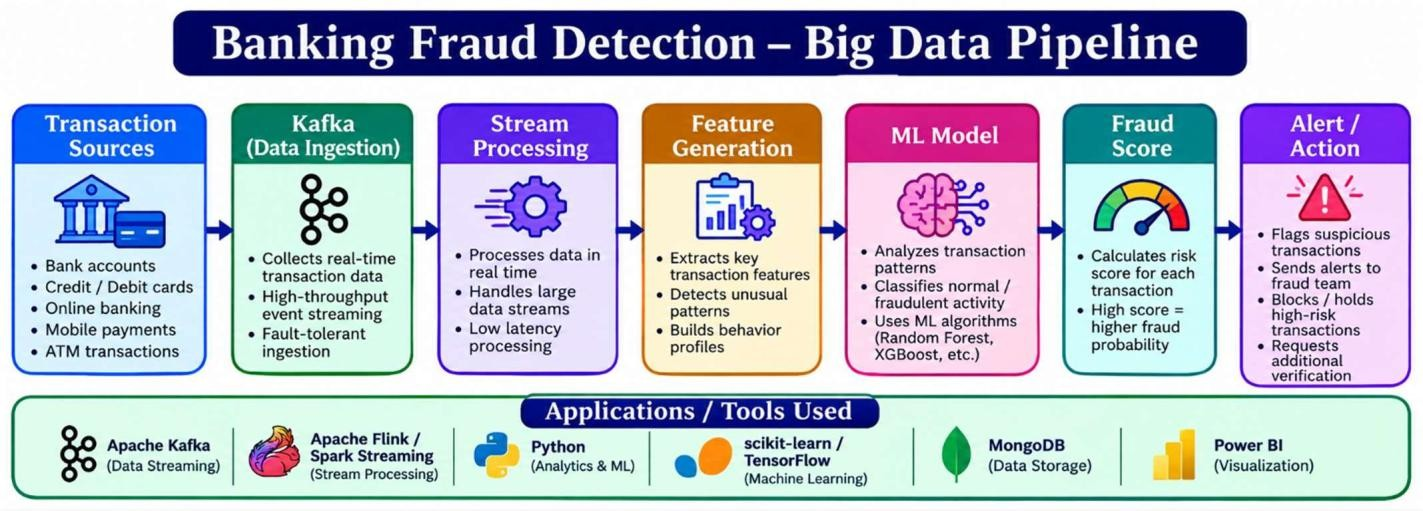 Banking Fraud Detection – Big Data Pipeline
Transaction
Sources
• Bank accounts
• Credit / Debit cards
• Online banking
• Mobile payments
• ATM transactions
Kafka
(Data Ingestion)
• Collects real-time
transaction data
• High-throughput
event streaming
• Fault-tolerant
ingestion
Stream
Processing
• Processes data in
real time
• Handles large
data streams
• Low latency
processing
Feature
Generation
• Extracts key
transaction features
• Detects unusual
patterns
• Builds behavior
profiles
ML Model
• Analyzes transaction
patterns
• Classifies normal /
fraudulent activity
• Uses ML algorithms
(Random Forest,
XGBoost, etc.)
Fraud
Score
• Calculates risk
score for each
transaction
• High score =
higher fraud
probability
Alert /
Action
• Flags suspicious
transactions
• Sends alerts to
fraud team
• Blocks / holds
high-risk
transactions
• Requests
additional
verification
Applications / Tools Used
Apache Kafka
(Data Streaming)
Apache Flink /
Spark Streaming
(Stream Processing)
Python
(Analytics & ML)
scikit-learn /
TensorFlow
(Machine Learning)
MongoDB
(Data Storage)
Power BI
(Visualization)